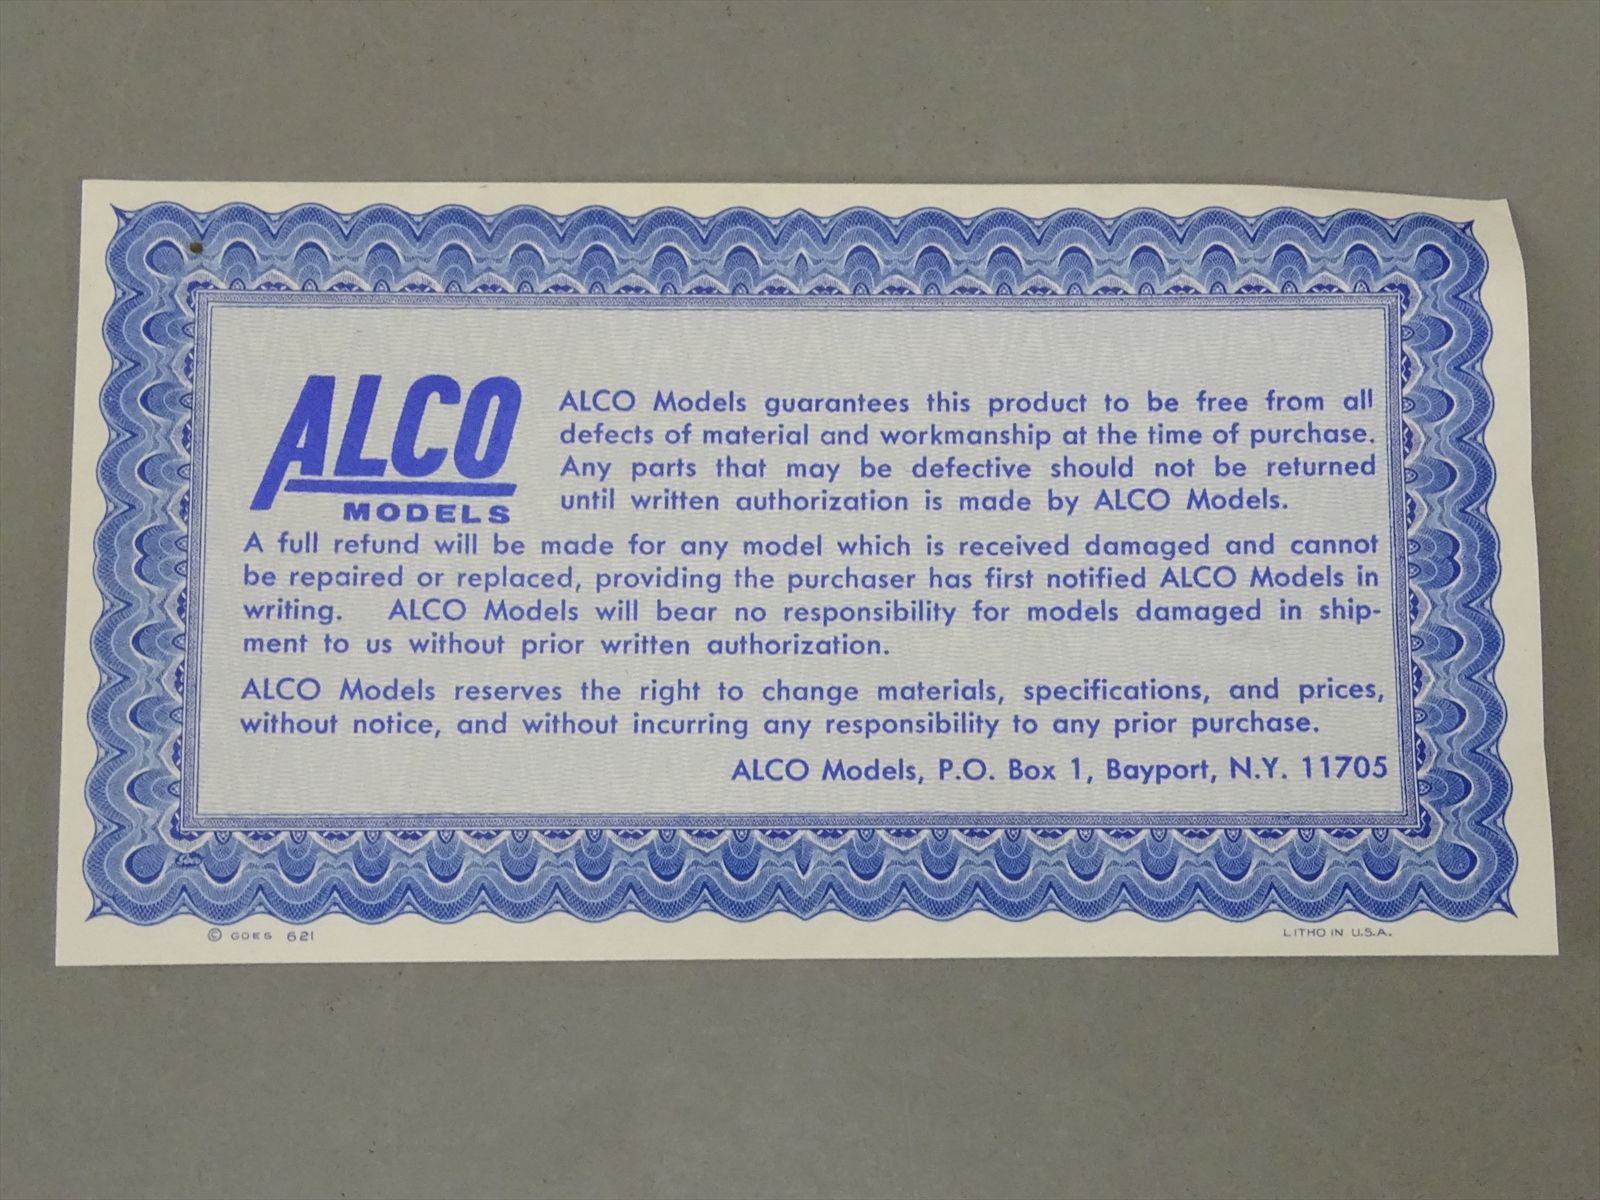 ALCO
MODELS
ALCO Models guarantees this product to be free from all
defects of material and workmanship at the time of purchase.
Any parts that may be defective should not be returned
until written authorization is made by ALCO Models.
A full refund will be made for any model which is received damaged and cannot
be repaired or replaced, providing the purchaser has first notified ALCO Models in
writing. ALCO Models will bear no responsibility for models damaged in ship-
ment to us without prior written authorization.
ALCO Models reserves the right to change materials, specifications, and prices,
without notice, and without incurring any responsibility to any prior purchase.
ALCO Models, P.O. Box 1, Bayport, N.Y. 11705
© GOES 621
LITHO IN U.S.A.